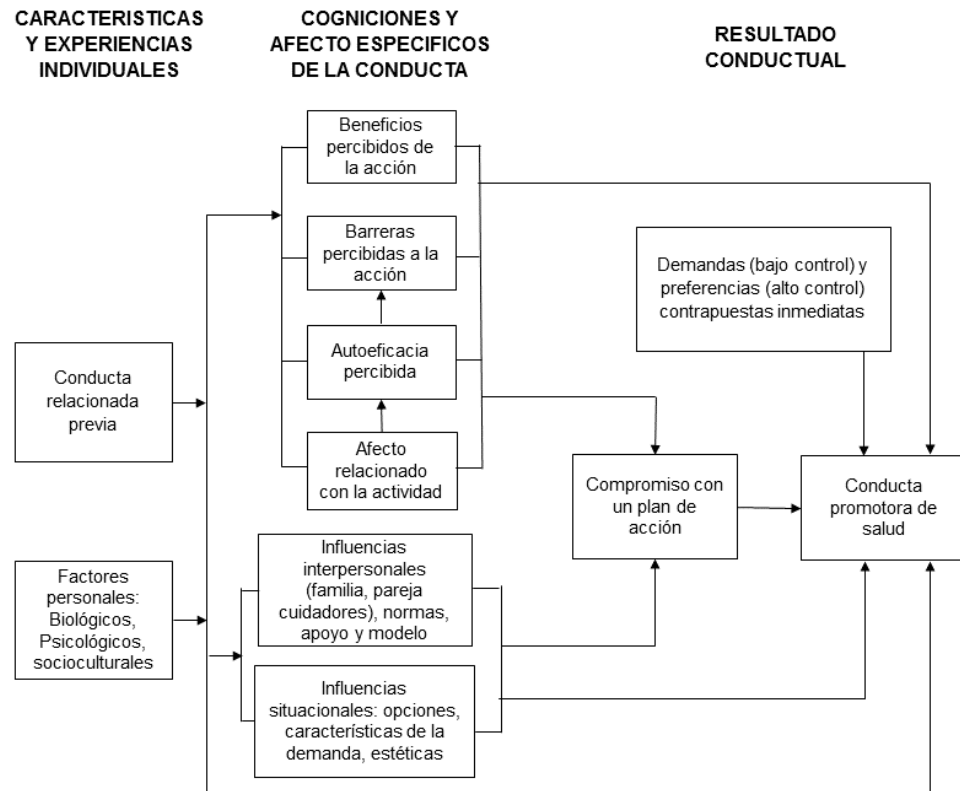 CARACTERISTICAS
Y EXPERIENCIAS
INDIVIDUALES
COGNICIONES Y
AFECTO ESPECIFICOS
DE LA CONDUCTA
RESULTADO
CONDUCTUAL
Beneficios
percibidos de
la acción
Barreras
percibidas a la
acción
Demandas (bajo control) y
preferencias (alto control)
contrapuestas inmediatas
Autoeficacia
percibida
Conducta
relacionada
previa
Afecto
relacionado
con la actividad
Compromiso con
un plan de
acción
Conducta
promotora de
salud
Factores
personales:
Biológicos,
Psicológicos,
socioculturales
Influencias
interpersonales
(familia, pareja
cuidadores), normas,
apoyo y modelo
Influencias
situacionales: opciones,
características de la
demanda, estéticas